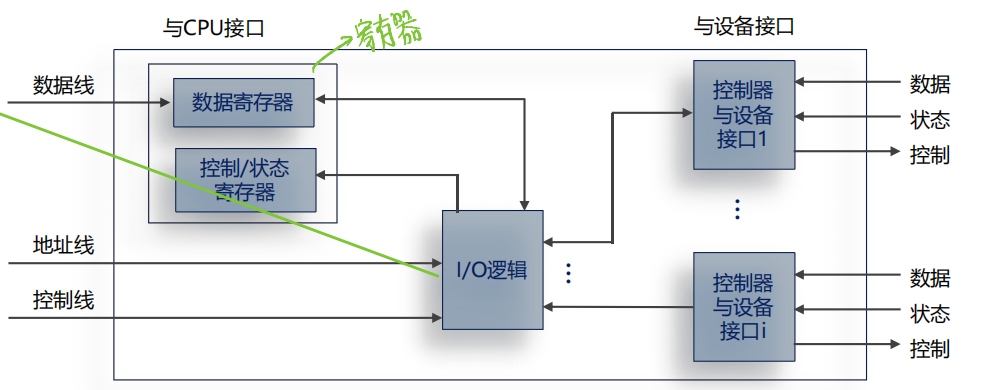 与CPU接口
寄存器
与设备接口
数据线
数据寄存器
控制/状态
寄存器
地址线
控制线
I/O逻辑
控制器
与设备
接口1
数据
状态
控制
控制器
与设备
接口i
数据
状态
控制